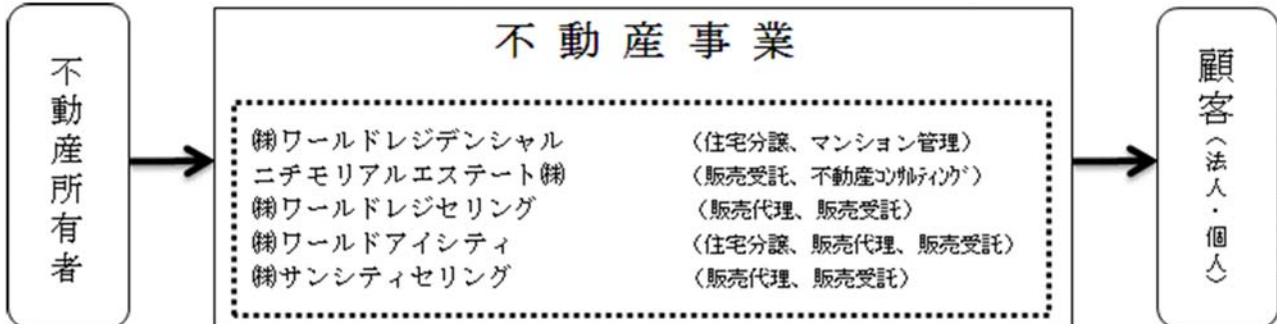 不動産所有者
不動産事業
㈱ワールドレジデンシャル (住宅分譲、マンション管理)
ニチモリアルエステート㈱ (販売受託、不動産ｺﾝｻﾙﾃｨﾝｸﾞ)
㈱ワールドレジセリング (販売代理、販売受託)
㈱ワールドアイシティ (住宅分譲、販売代理、販売受託)
㈱サンシティセリング (販売代理、販売受託)
顧客(法人・個人)